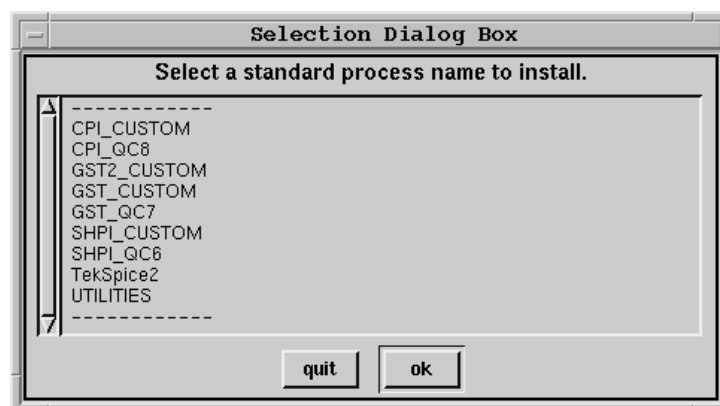 Selection Dialog Box
Select a standard process name to install.
------------
CPI_CUSTOM
CPI_QC8
GST2_CUSTOM
GST_CUSTOM
GST_QC7
SHPI_CUSTOM
SHPI_QC6
TekSpice2
UTILITIES
------------
quit ok